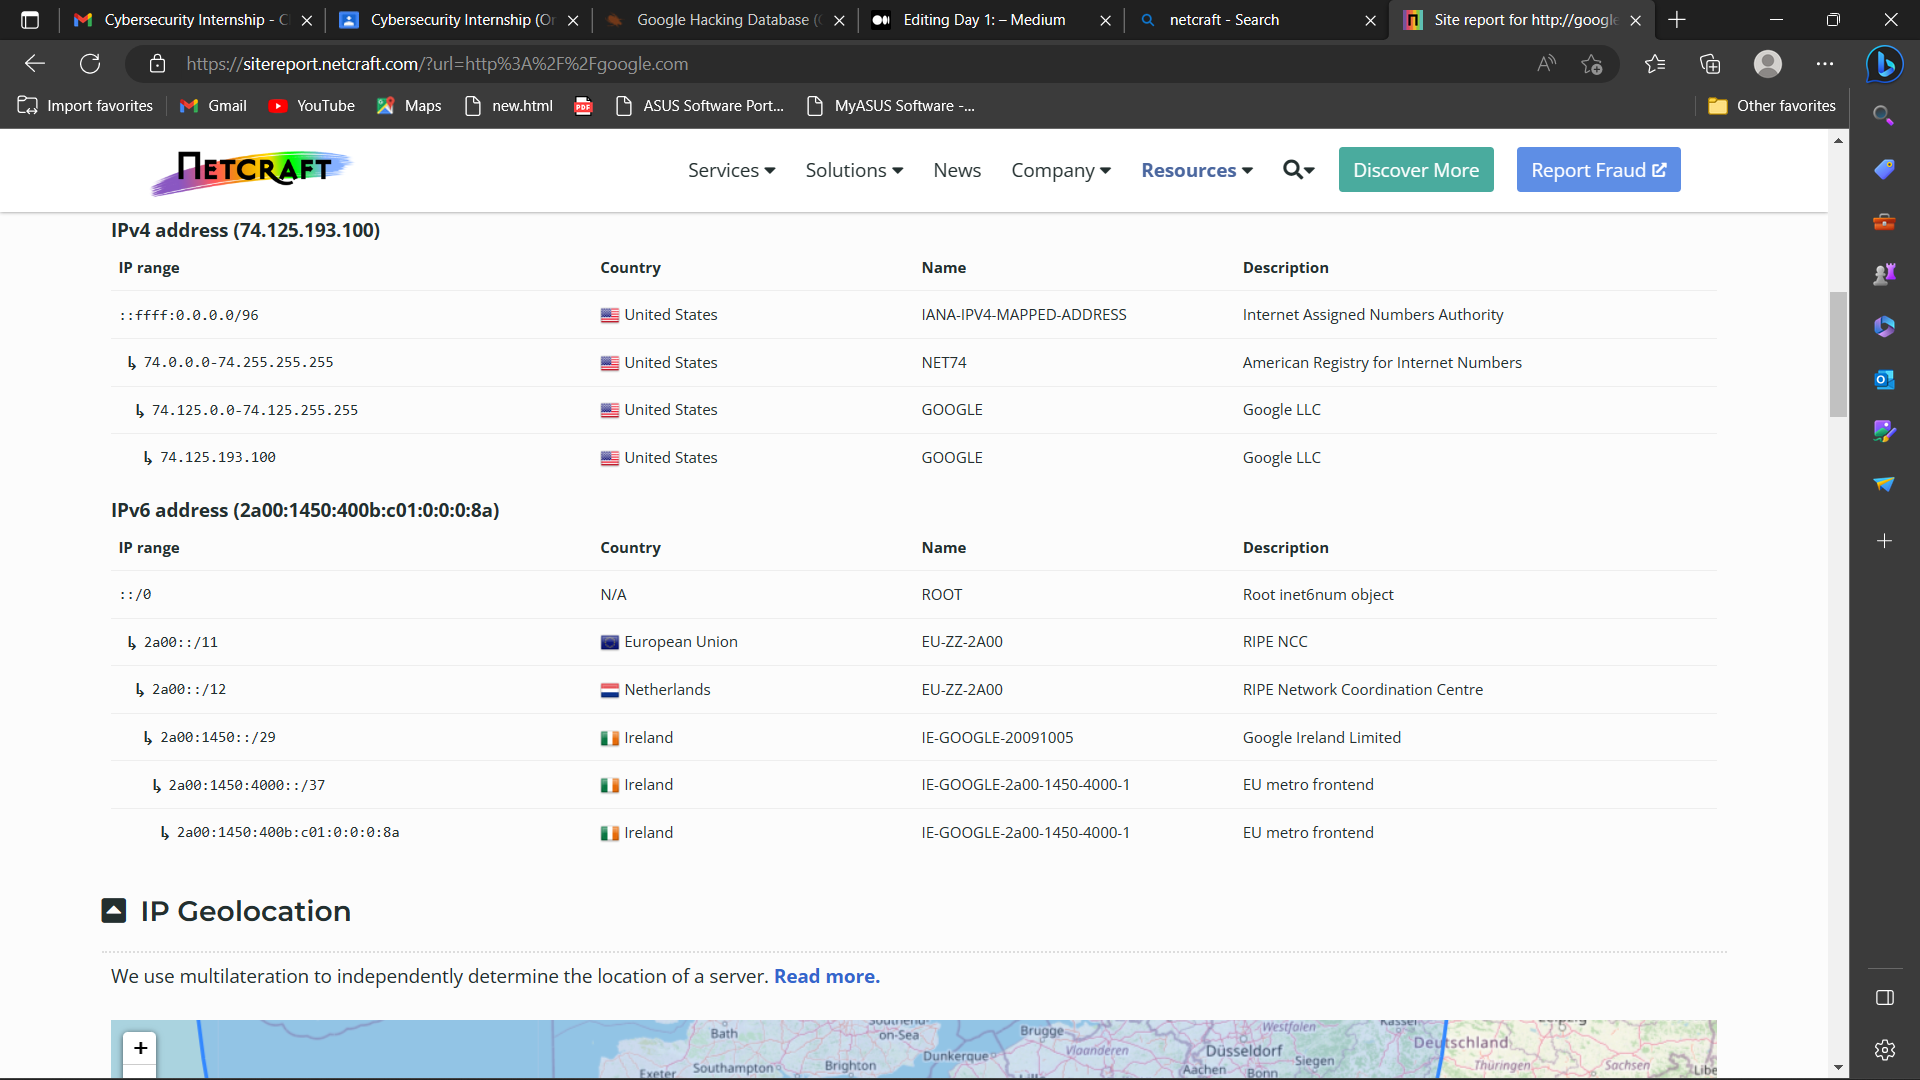 Cybersecurity Internship - C
Cybersecurity Internship (Or
Google Hacking Database (
Editing Day 1: – Medium
netcraft - Search
Site report for http://google
https://sitereport.netcraft.com/?url=http%3A%2F%2Fgoogle.com
Import favorites
Gmail
YouTube
Maps
new.html
PDF
ASUS Software Port...
MyASUS Software -...
Other favorites
NETCRAFT
Services
Solutions
News
Company
Resources
Discover More
Report Fraud
IPv4 address (74.125.193.100)
IP range Country Name Description
::ffff:0.0.0.0/96 United States IANA-IPV4-MAPPED-ADDRESS Internet Assigned Numbers Authority
↳ 74.0.0.0-74.255.255.255 United States NET74 American Registry for Internet Numbers
↳ 74.125.0.0-74.125.255.255 United States GOOGLE Google LLC
↳ 74.125.193.100 United States GOOGLE Google LLC
IPv6 address (2a00:1450:400b:c01:0:0:0:8a)
IP range Country Name Description
::/0 N/A ROOT Root inet6num object
↳ 2a00::/11 European Union EU-ZZ-2A00 RIPE NCC
↳ 2a00::/12 Netherlands EU-ZZ-2A00 RIPE Network Coordination Centre
↳ 2a00:1450::/29 Ireland IE-GOOGLE-20091005 Google Ireland Limited
↳ 2a00:1450:4000::/37 Ireland IE-GOOGLE-2a00-1450-4000-1 EU metro frontend
↳ 2a00:1450:400b:c01:0:0:0:8a Ireland IE-GOOGLE-2a00-1450-4000-1 EU metro frontend
IP Geolocation
We use multilateration to independently determine the location of a server. Read more.
+
Bath
on-Sea
Brugge
Westfalen
Kassel
Dunkerque
Vlaanderen
Düsseldorf
Deutschland
Exeter
Southampton
Brighton
Aachen
Bonn
Siegen
Thüringen
Sachsen